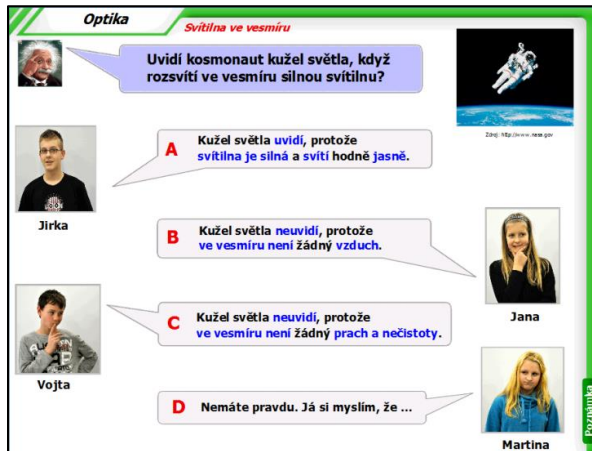 Optika
Svítilna ve vesmíru
Uvidí kosmonaut kužel světla, když
rozsvítí ve vesmíru silnou svítilnu?
Zdroj: http://www.nasa.gov
A
Kužel světla uvidí, protože
svítilna je silná a svítí hodně jasně.
Jirka
B
Kužel světla neuvidí, protože
ve vesmíru není žádný vzduch.
Jana
C
Kužel světla neuvidí, protože
ve vesmíru není žádný prach a nečistoty.
Vojta
D
Nemáte pravdu. Já si myslím, že ...
Martina
Poznámka